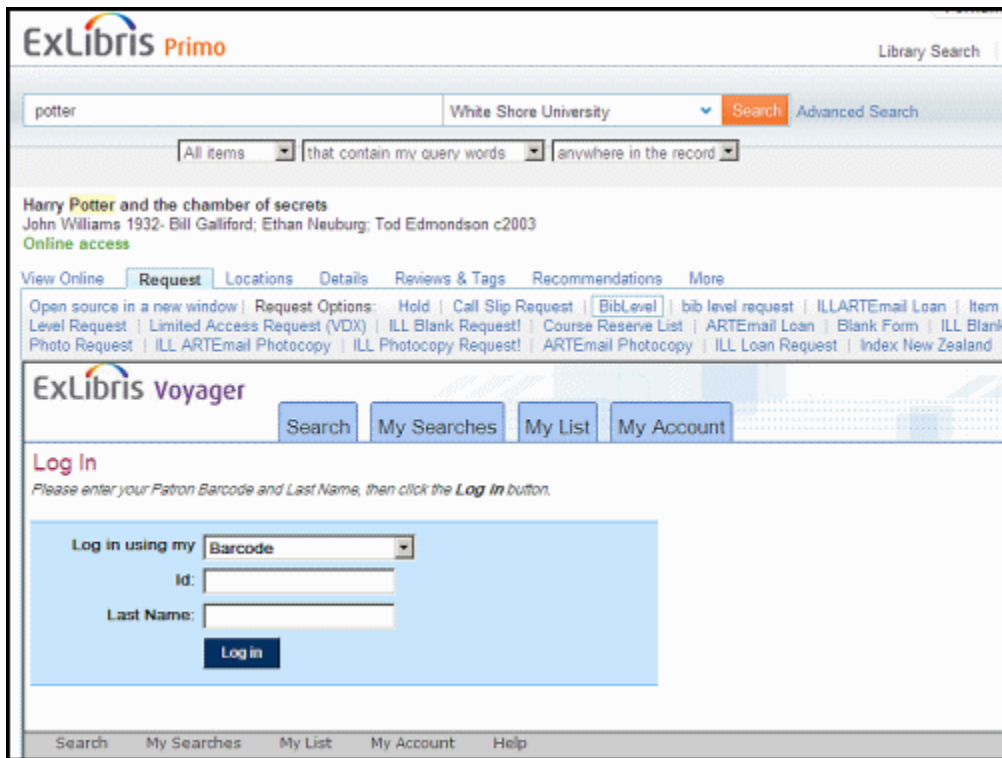 ExLibris Primo
Library Search
potter White Shore University Search Advanced Search
All items that contain my query words anywhere in the record
Harry Potter and the chamber of secrets
John Williams 1932- Bill Galliford; Ethan Neuburg; Tod Edmondson c2003
Online access
View Online Request Locations Details Reviews & Tags Recommendations More
Open source in a new window | Request Options: Hold | Call Slip Request | BibLevel | bib level request | ILLARTEmail Loan | Item
Level Request | Limited Access Request (VDX) | ILL Blank Request! | Course Reserve List | ARTEmail Loan | Blank Form | ILL Blank
Photo Request | ILL ARTEmail Photocopy | ILL Photocopy Request! | ARTEmail Photocopy | ILL Loan Request | Index New Zealand
ExLibris Voyager
Search My Searches My List My Account
Log In
Please enter your Patron Barcode and Last Name, then click the Log In button.
Log in using my Barcode
Id:
Last Name:
Log in
Search My Searches My List My Account Help